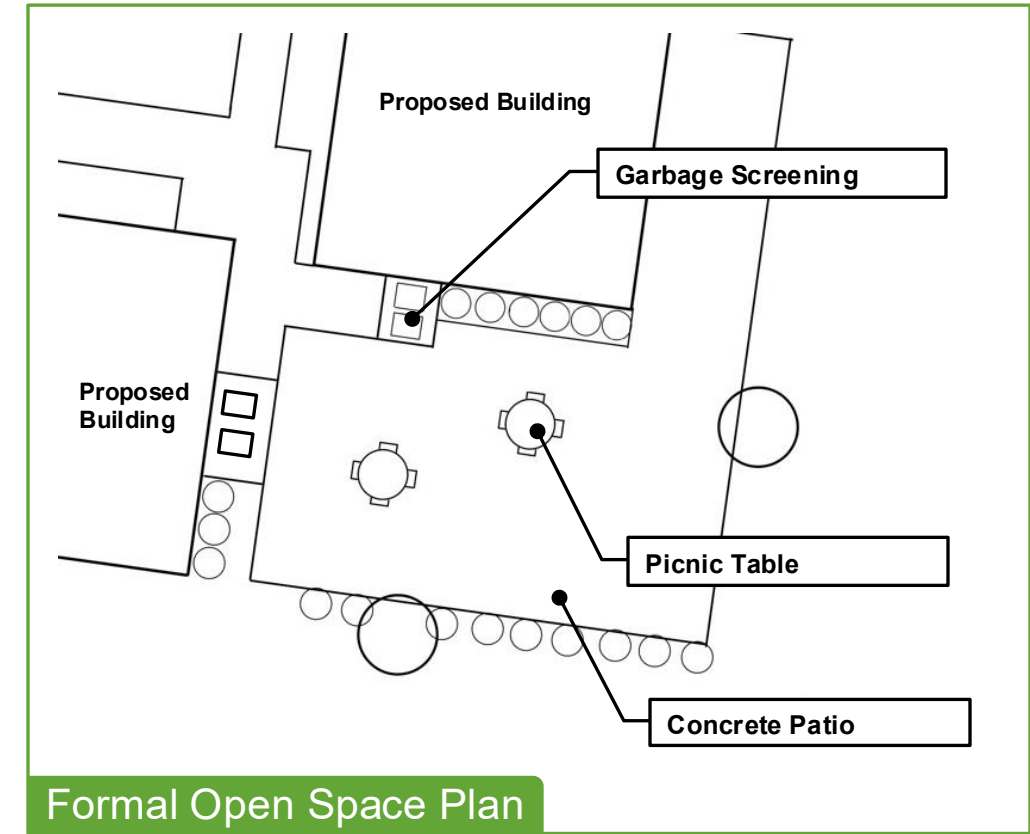 Proposed Building
Garbage Screening
Proposed
Building
Picnic Table
Concrete Patio
Formal Open Space Plan